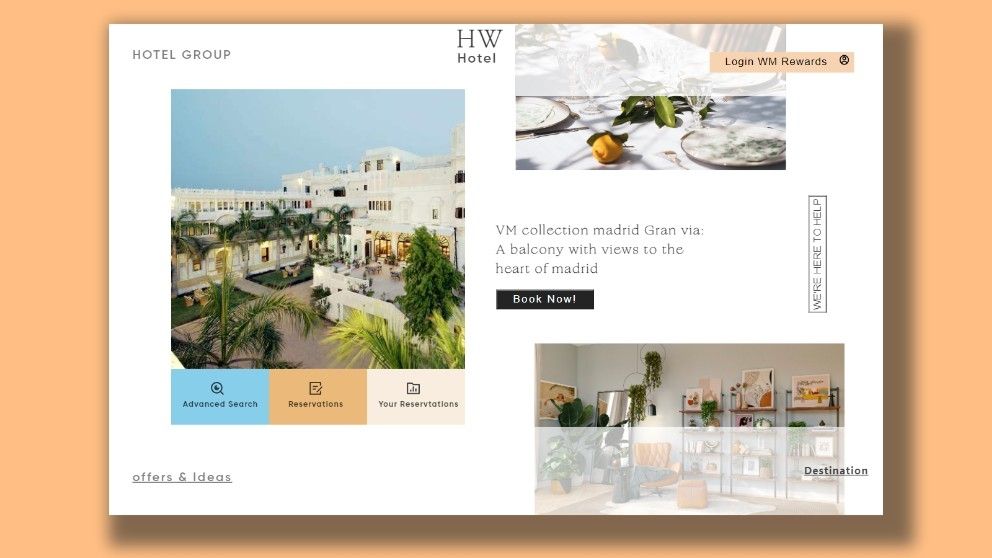 HOTEL GROUP
HW
Hotel
Login WM Rewards
VM collection madrid Gran via:
A balcony with views to the
heart of madrid
Book Now!
WE'RE HERE TO HELP
Advanced Search
Reservations
Your Reservtations
offers & Ideas
Destination